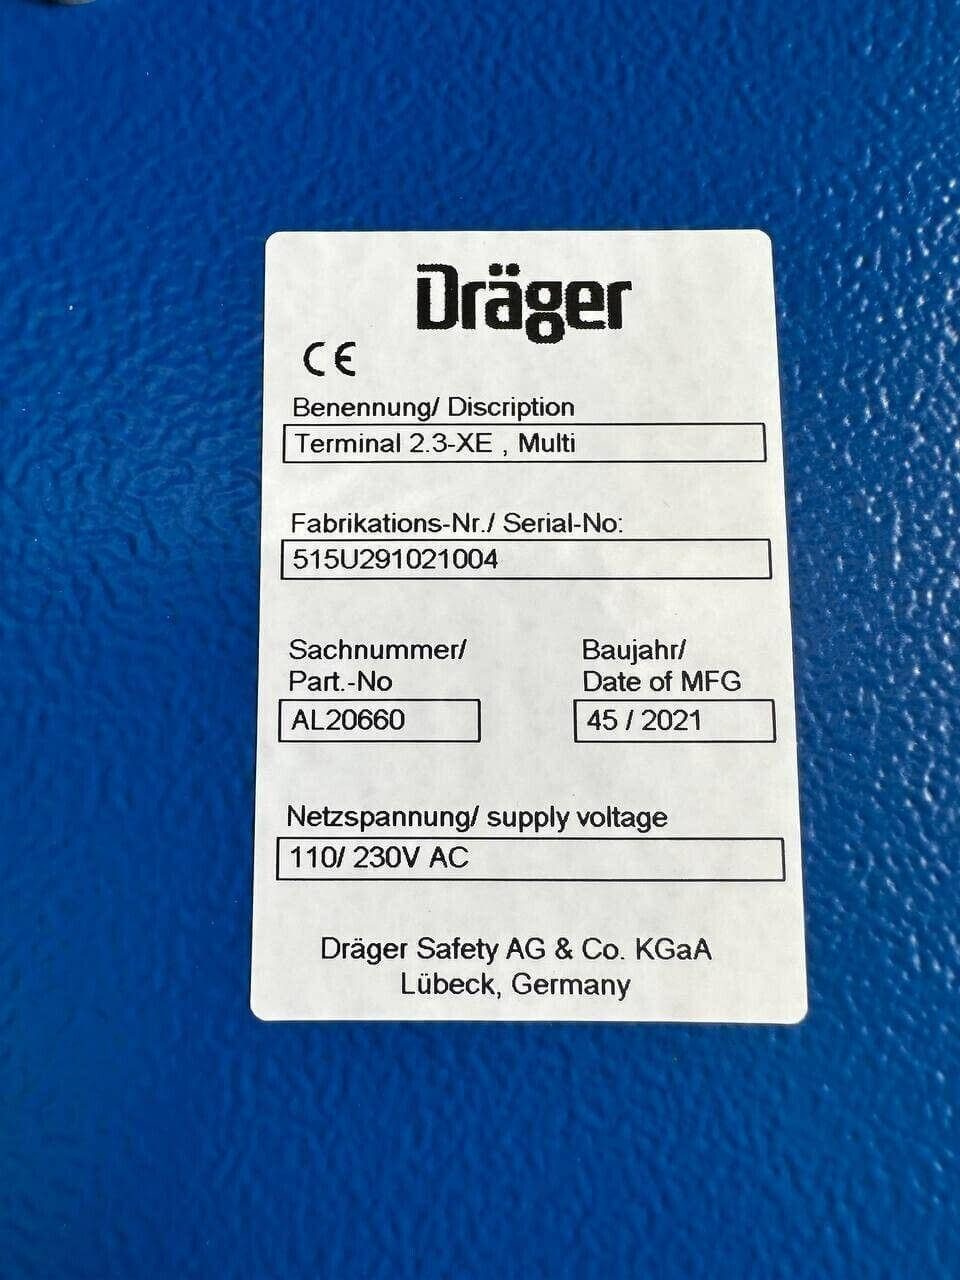 Dräger
CE
Benennung/ Discription
Terminal 2.3-XE , Multi
Fabrikations-Nr./ Serial-No:
515U291021004
Sachnummer/
Part.-No
AL20660
Baujahr/
Date of MFG
45 / 2021
Netzspannung/ supply voltage
110/ 230V AC
Dräger Safety AG & Co. KGaA
Lübeck, Germany